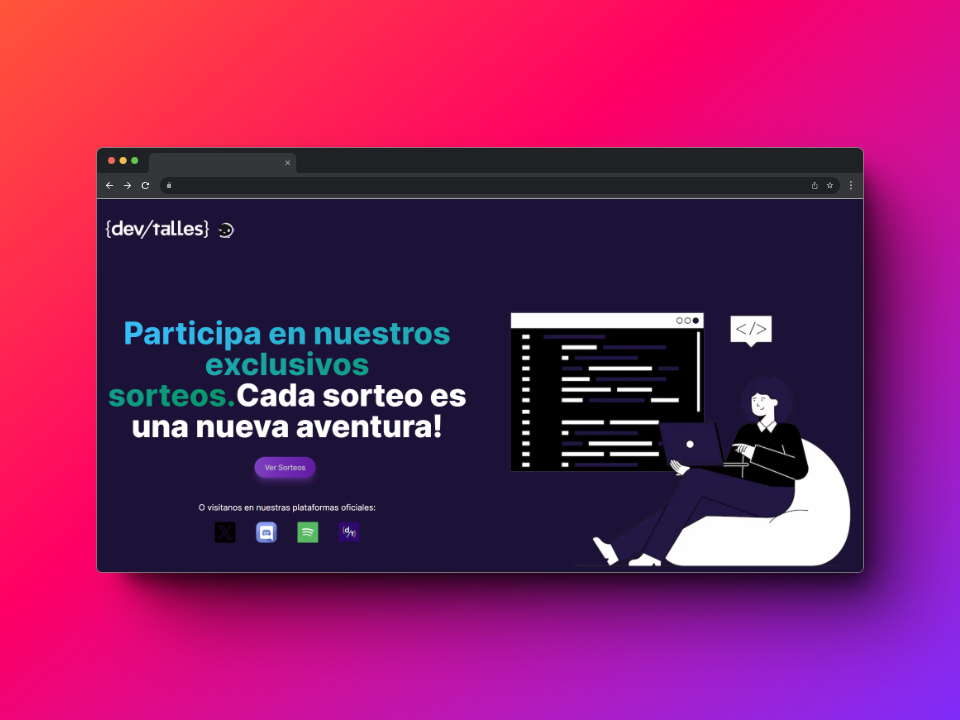 {dev/talles}
Participa en nuestros
exclusivos
sorteos.Cada sorteo es
una nueva aventura!
Ver Sorteos
O visitanos en nuestras plataformas oficiales:
{d/t}
</>